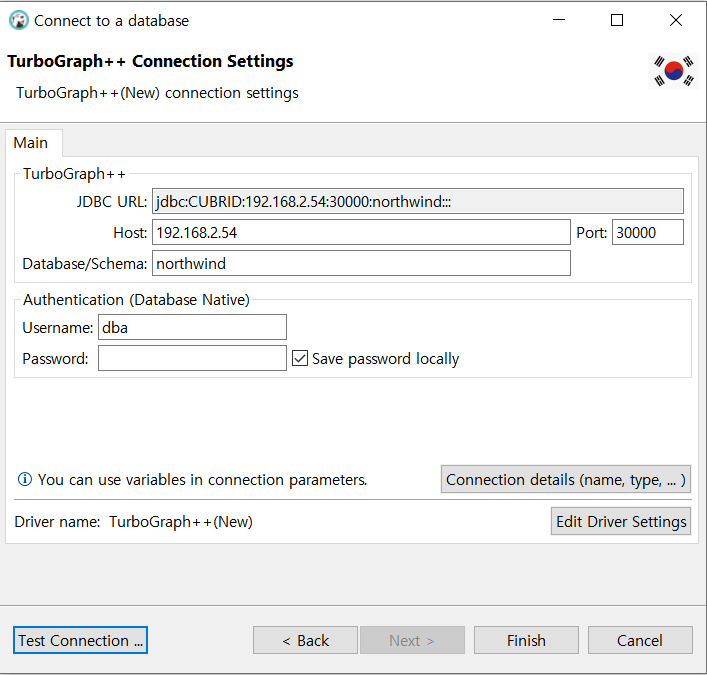 Connect to a database
TurboGraph++ Connection Settings
TurboGraph++(New) connection settings
Main
TurboGraph++
JDBC URL: jdbc:CUBRID:192.168.2.54:30000:northwind:::
Host: 192.168.2.54 Port: 30000
Database/Schema: northwind
Authentication (Database Native)
Username: dba
Password: Save password locally
You can use variables in connection parameters. Connection details (name, type, ... )
Driver name: TurboGraph++(New) Edit Driver Settings
Test Connection ... < Back Next > Finish Cancel